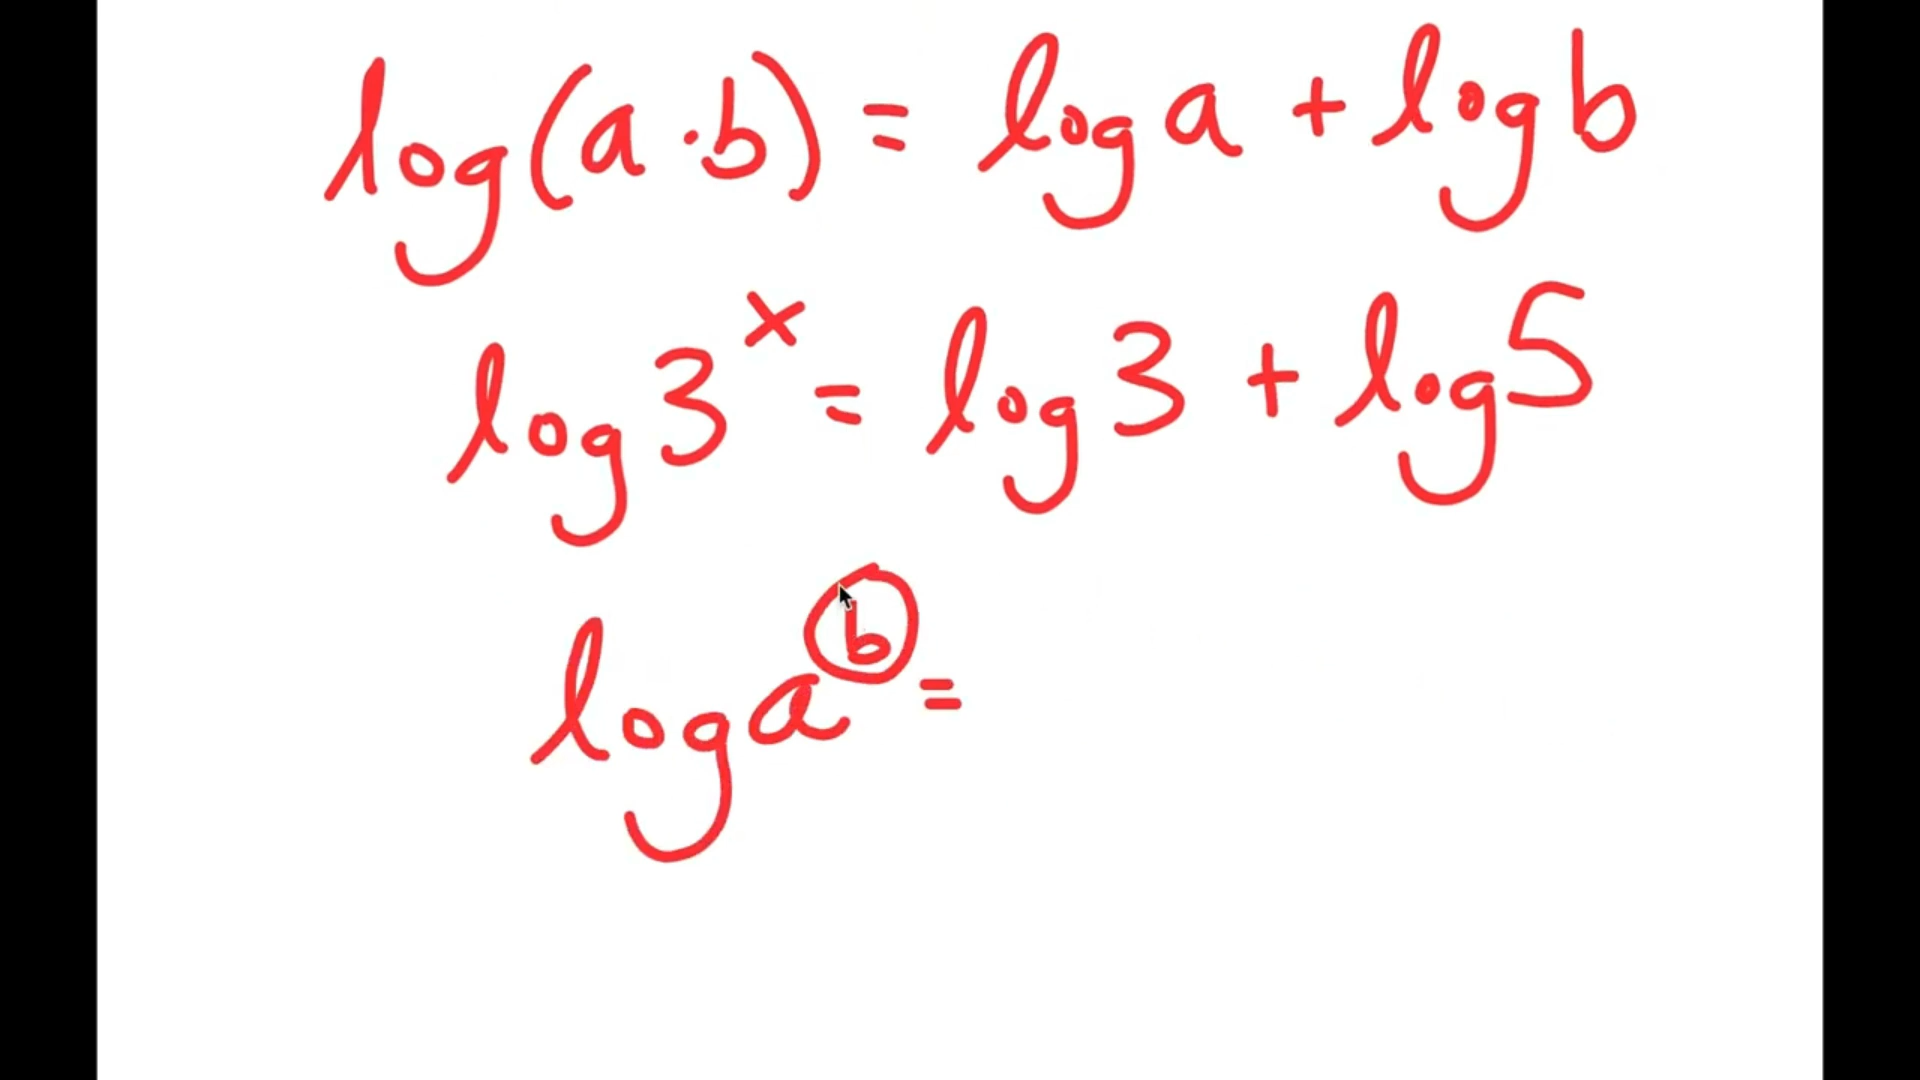 log(a·b) = log a + log b
log 3^x = log 3 + log 5
log a^b =